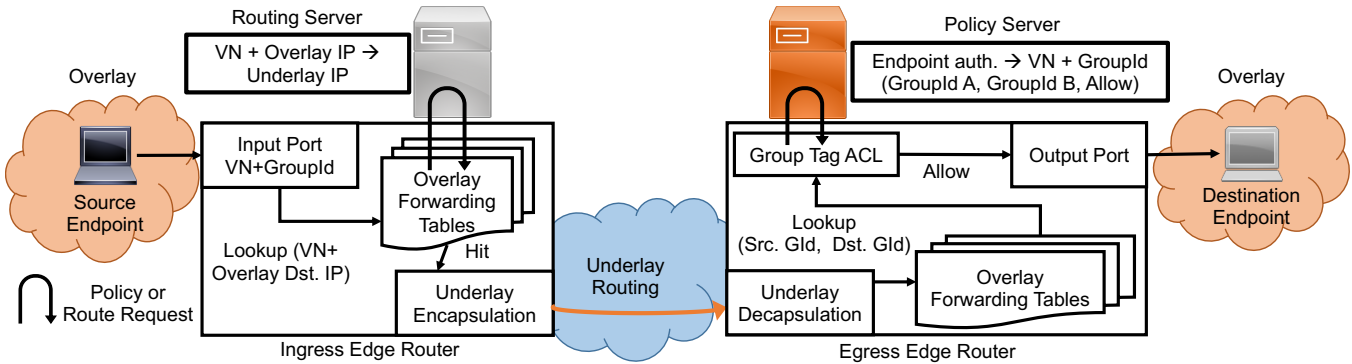 Routing Server
VN + Overlay IP →
Underlay IP
Policy Server
Endpoint auth. → VN + GroupId
(GroupId A, GroupId B, Allow)
Overlay
Source
Endpoint
Input Port
VN+GroupId
Overlay
Forwarding
Tables
Lookup (VN+
Overlay Dst. IP)
Hit
Underlay
Encapsulation
Ingress Edge Router
Policy or
Route Request
Underlay
Routing
Group Tag ACL
Allow
Output Port
Lookup
(Src. GId, Dst. GId)
Underlay
Decapsulation
Overlay
Forwarding Tables
Egress Edge Router
Overlay
Destination
Endpoint